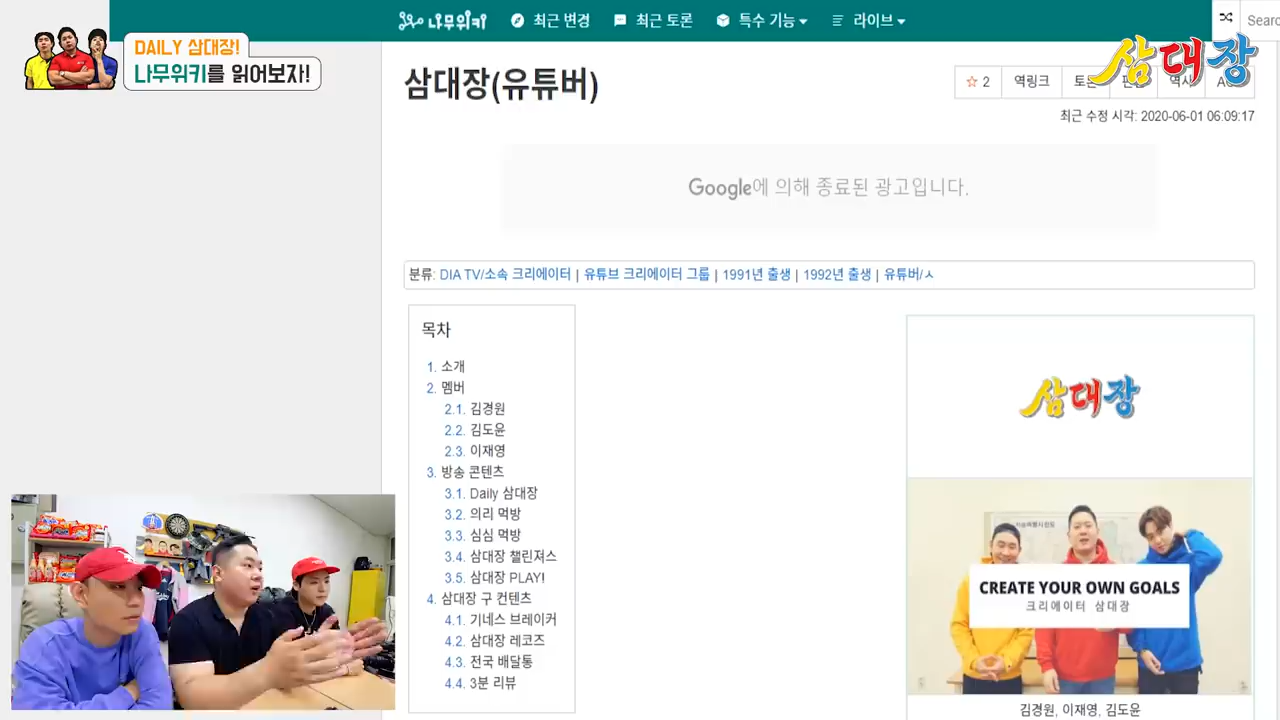 나무위키 최근 변경 최근 토론 특수 기능 라이브
Sear
DAILY 삼대장!
나무위키를 읽어보자!
삼대장
삼대장(유튜버)
2 역링크
최근 수정 시각: 2020-06-01 06:09:17
Google에 의해 종료된 광고입니다.
분류: DIA TV/소속 크리에이터 | 유튜브 크리에이터 그룹 | 1991년 출생 | 1992년 출생 | 유튜버/ㅅ
목차
1. 소개
2. 멤버
2.1. 김경원
2.2. 김도윤
2.3. 이재영
3. 방송 콘텐츠
3.1. Daily 삼대장
3.2. 의리 먹방
3.3. 심심 먹방
3.4. 삼대장 챌린져스
3.5. 삼대장 PLAY!
4. 삼대장 구 컨텐츠
4.1. 기네스 브레이커
4.2. 삼대장 레코즈
4.3. 전국 배달통
4.4. 3분 리뷰
삼대장
CREATE YOUR OWN GOALS
크리에이터 삼대장
김경원, 이재영, 김도윤